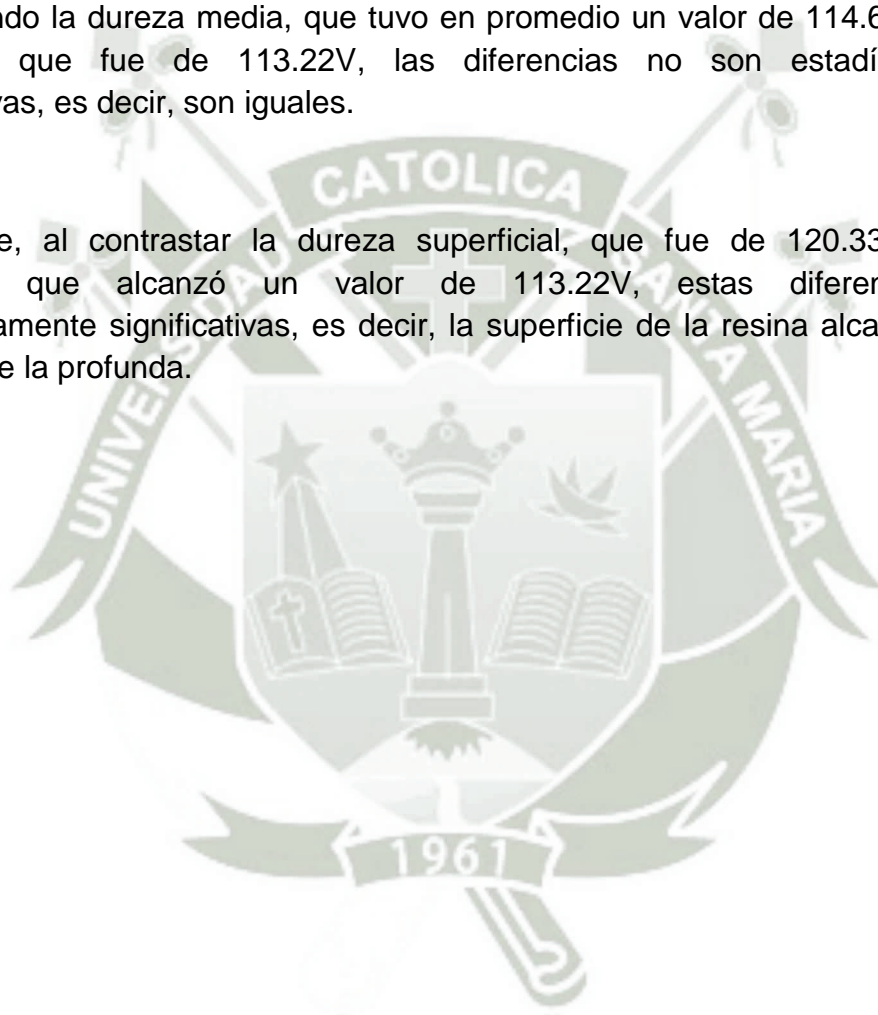 ndo la dureza media, que tuvo en promedio un valor de 114.6
que fue de 113.22V, las diferencias no son estadí
vas, es decir, son iguales.
e, al contrastar la dureza superficial, que fue de 120.33
que alcanzó un valor de 113.22V, estas diferen
amente significativas, es decir, la superficie de la resina alca
e la profunda.
UNIVERSIDAD CATOLICA SANTA MARIA
1961